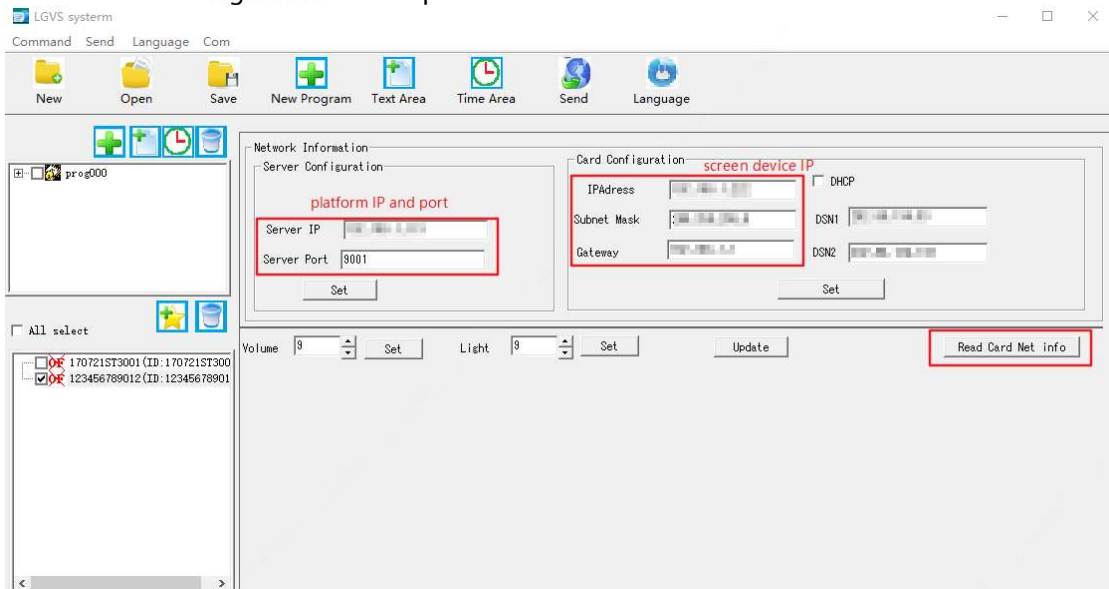 LGVS systerm
Command Send Language Com
New Open Save New Program Text Area Time Area Send Language
Network Information
Server Configuration
platform IP and port
Server IP
Server Port 9001
Set
Card Configuration
screen device IP
IPAdress
DHCP
Subnet Mask
DSN1
Gateway
DSN2
Set
prog000
All select
170721ST3001(ID:170721ST300
123456789012(ID:12345678901
Volume 9 Set Light 9 Set Update Read Card Net info